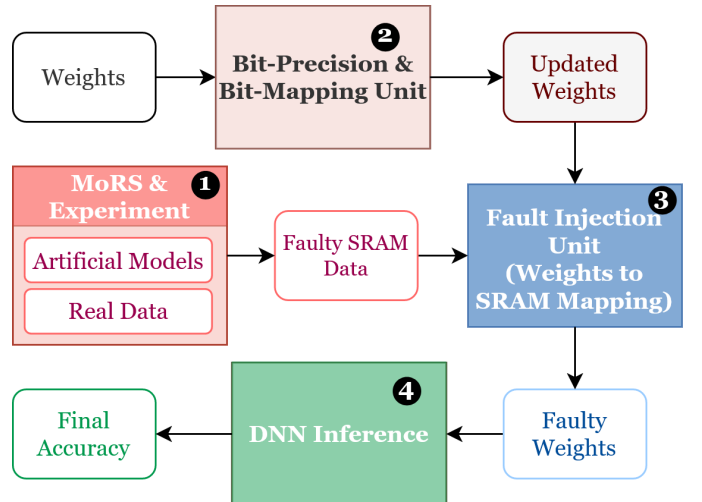 Weights
2
Bit-Precision &
Bit-Mapping Unit
Updated
Weights
1
MoRS &
Experiment
Artificial Models
Real Data
Faulty SRAM
Data
3
Fault Injection
Unit
(Weights to
SRAM Mapping)
Final
Accuracy
4
DNN Inference
Faulty
Weights